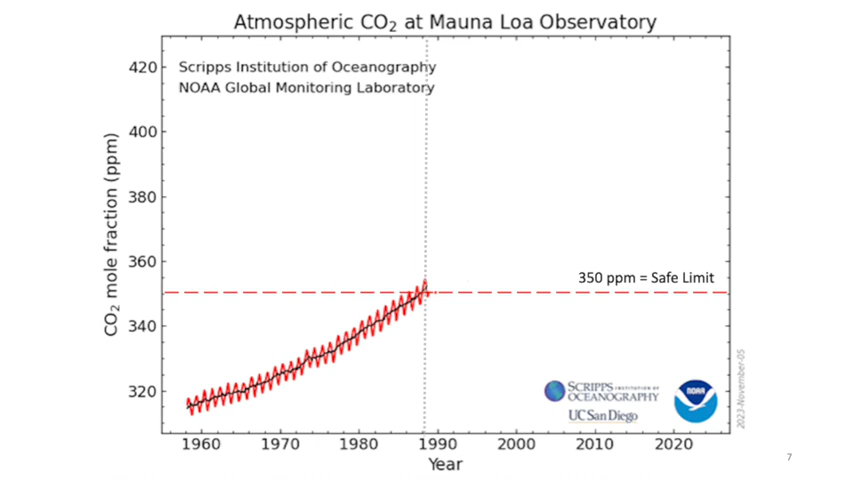 Atmospheric CO₂ at Mauna Loa Observatory
Scripps Institution of Oceanography
NOAA Global Monitoring Laboratory
CO₂ mole fraction (ppm)
420
400
380
360
340
320
350 ppm = Safe Limit
SCRIPPS INSTITUTION OF
OCEANOGRAPHY
UC San Diego
NOAA
2023-November-05
1960 1970 1980 1990 2000 2010 2020
Year
7